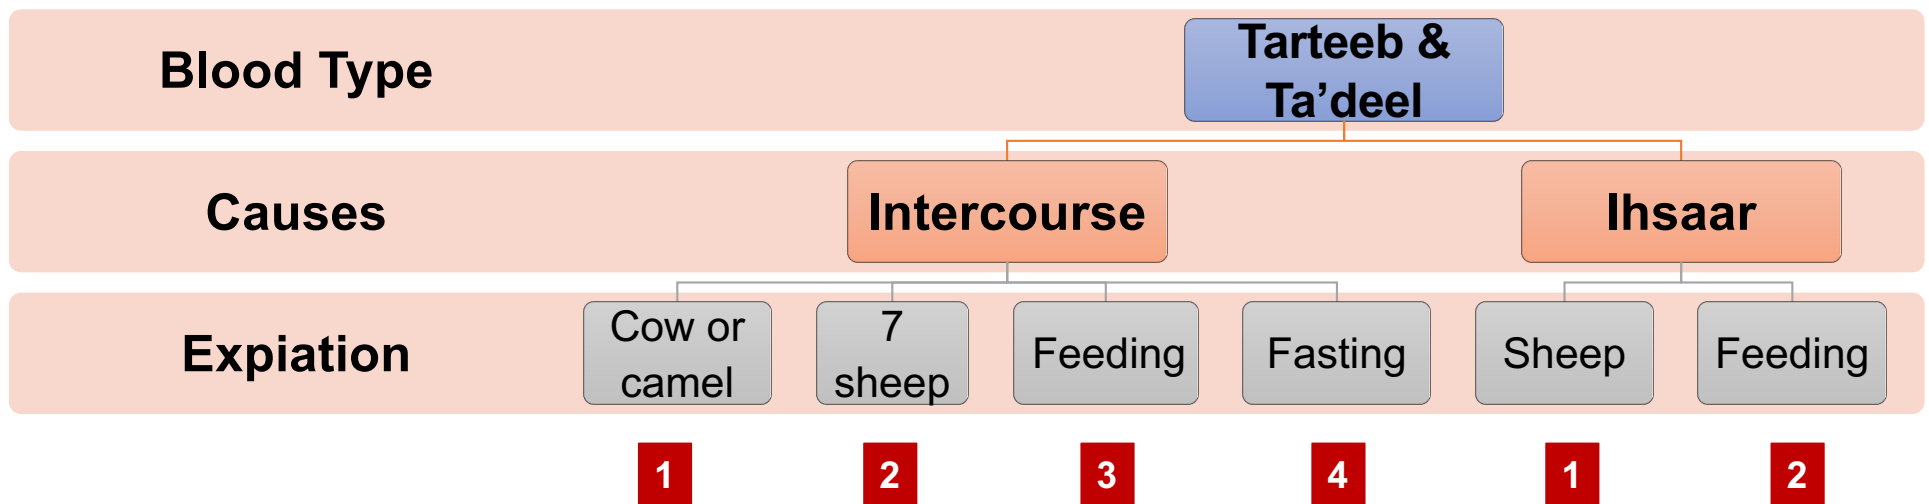 Blood Type
Tarteeb &
Ta’deel
Causes
Intercourse
Ihsaar
Expiation
Cow or
camel
7
sheep
Feeding
Fasting
Sheep
Feeding
1
2
3
4
1
2